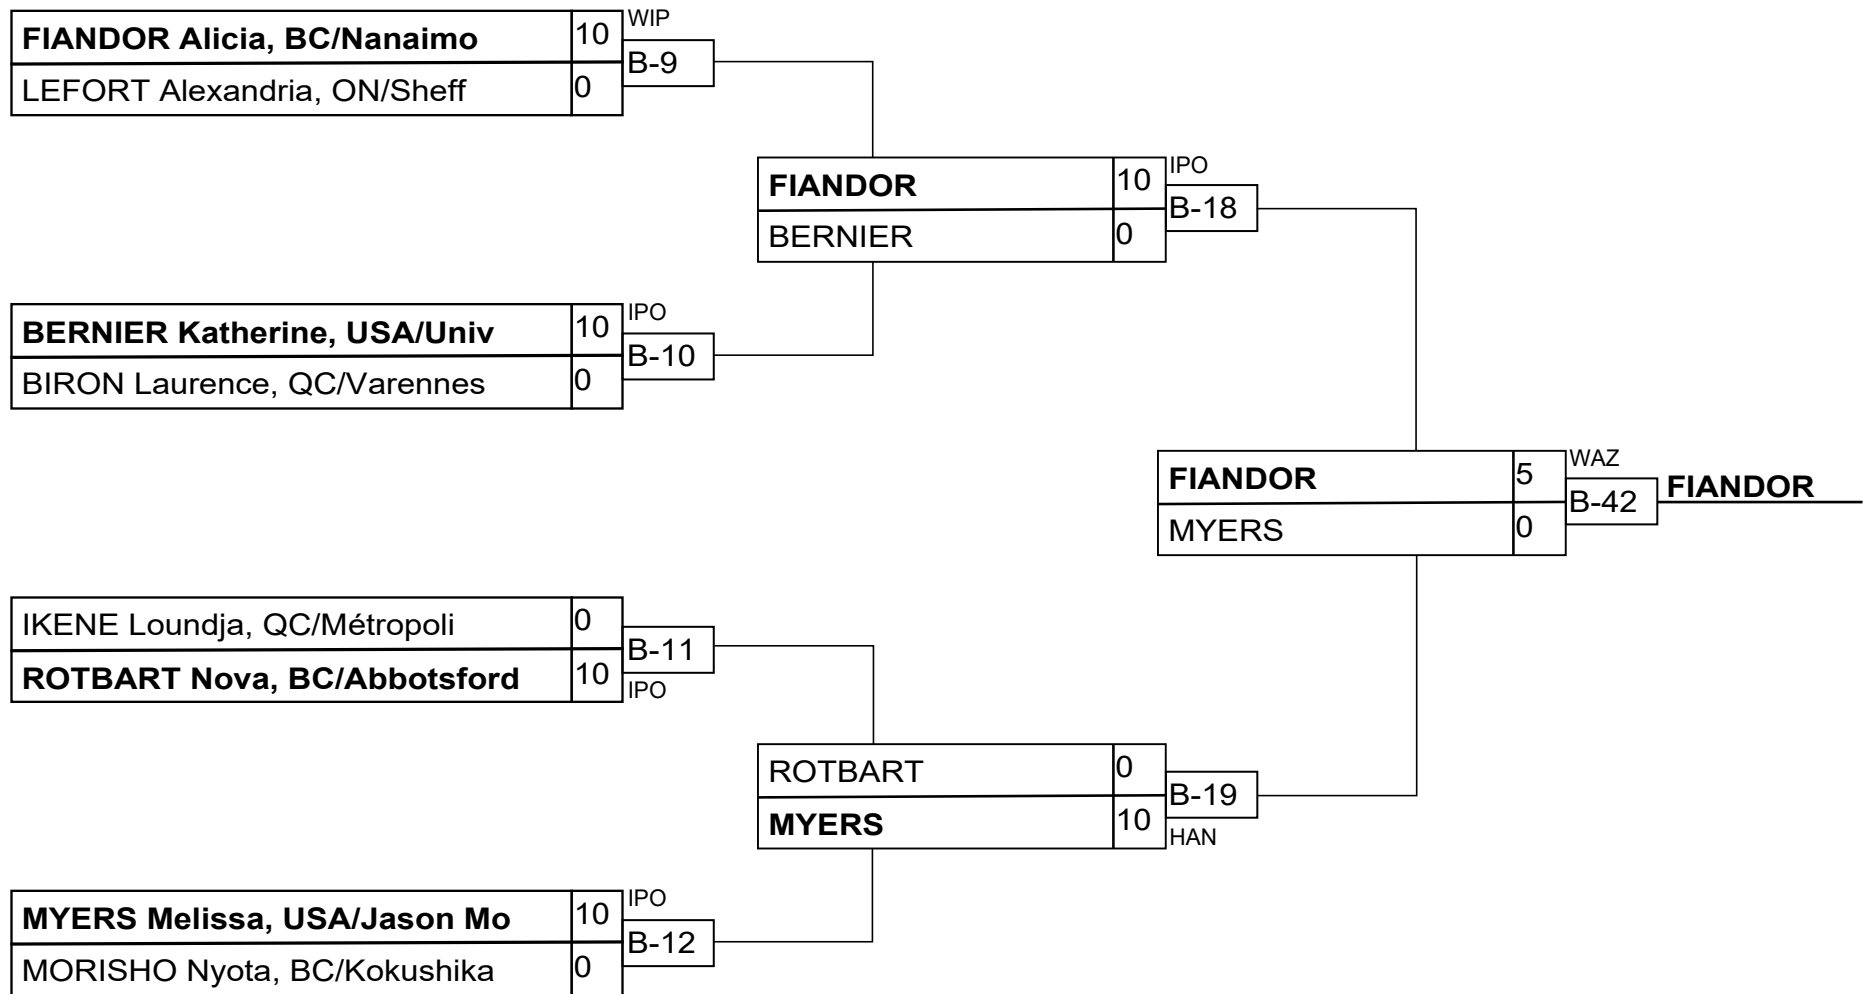 FIANDOR Alicia, BC/Nanaimo 10 WIP
B-9
LEFORT Alexandria, ON/Sheff 0
FIANDOR 10 IPO
B-18
BERNIER 0
BERNIER Katherine, USA/Univ 10 IPO
B-10
BIRON Laurence, QC/Varennes 0
FIANDOR 5 WAZ
B-42 FIANDOR
MYERS 0
IKENE Loundja, QC/Métropoli 0
B-11
ROTBART Nova, BC/Abbotsford 10 IPO
ROTBART 0
B-19
MYERS 10 HAN
MYERS Melissa, USA/Jason Mo 10 IPO
B-12
MORISHO Nyota, BC/Kokushika 0